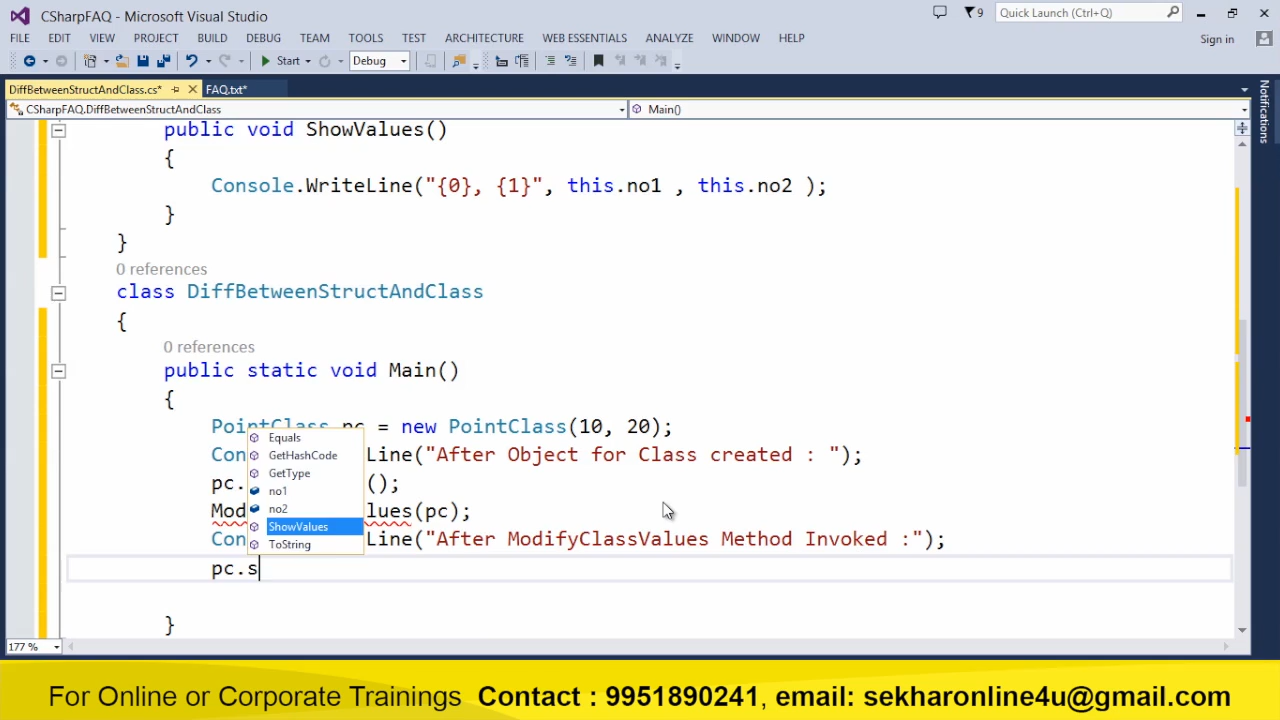 CSharpFAQ - Microsoft Visual Studio
9
Quick Launch (Ctrl+Q)
FILE EDIT VIEW PROJECT BUILD DEBUG TEAM TOOLS TEST ARCHITECTURE WEB ESSENTIALS ANALYZE WINDOW HELP
Sign in
Start Debug
DiffBetweenStructAndClass.cs* FAQ.txt*
CSharpFAQ.DiffBetweenStructAndClass Main()
Notifications
public void ShowValues()
{
Console.WriteLine("{0}, {1}", this.no1 , this.no2 );
}
}
0 references
class DiffBetweenStructAndClass
{
0 references
public static void Main()
{
PointClass pc = new PointClass(10, 20);
Con Line("After Object for Class created : ");
pc. ();
Mod lues(pc);
Con Line("After ModifyClassValues Method Invoked :");
pc.s
}
Equals
GetHashCode
GetType
no1
no2
ShowValues
ToString
177 %
For Online or Corporate Trainings Contact : 9951890241, email: sekharonline4u@gmail.com